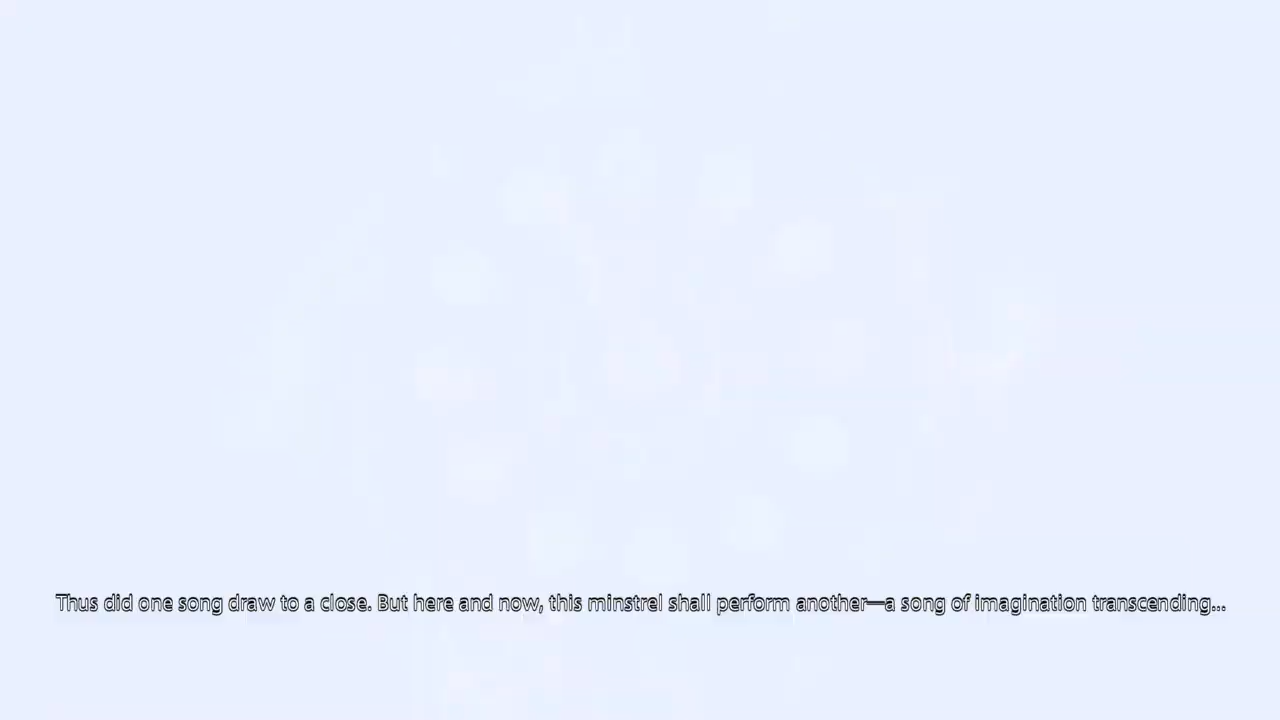 Thus did one song draw to a close. But here and now, this minstrel shall perform another—a song of imagination transcending...